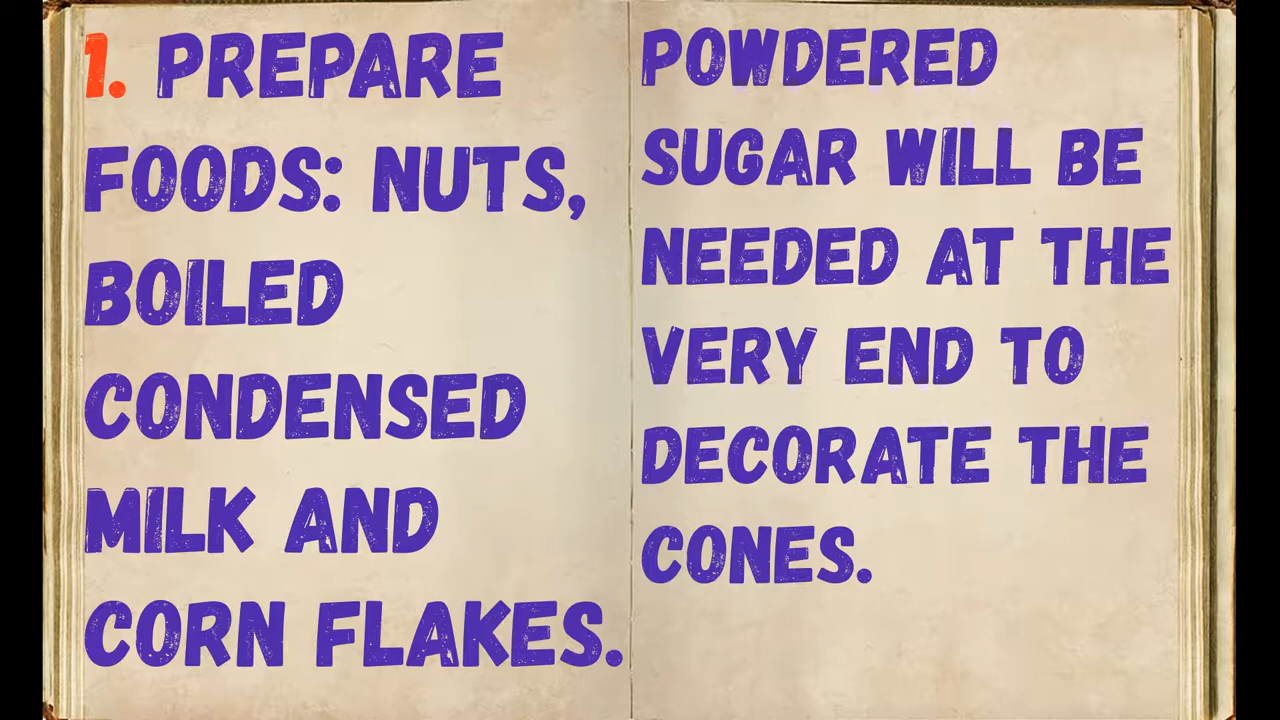 1. PREPARE
FOODS: NUTS,
BOILED
CONDENSED
MILK AND
CORN FLAKES.
POWDERED
SUGAR WILL BE
NEEDED AT THE
VERY END TO
DECORATE THE
CONES.